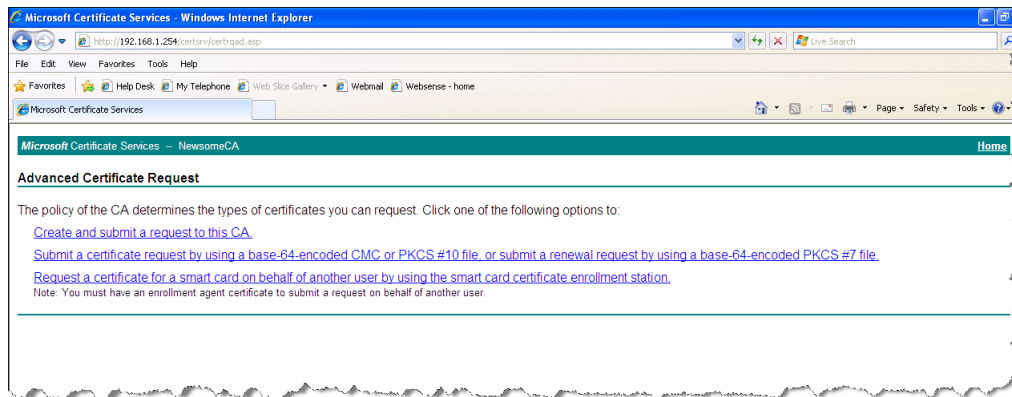 Microsoft Certificate Services - Windows Internet Explorer
http://192.168.1.254/certsrv/certrqad.asp
Live Search
File Edit View Favorites Tools Help
Favorites Help Desk My Telephone Web Slice Gallery Webmail Websense - home
Microsoft Certificate Services Page Safety Tools
Microsoft Certificate Services -- NewsomeCA Home
Advanced Certificate Request
The policy of the CA determines the types of certificates you can request. Click one of the following options to:
Create and submit a request to this CA.
Submit a certificate request by using a base-64-encoded CMC or PKCS #10 file, or submit a renewal request by using a base-64-encoded PKCS #7 file.
Request a certificate for a smart card on behalf of another user by using the smart card certificate enrollment station.
Note: You must have an enrollment agent certificate to submit a request on behalf of another user.